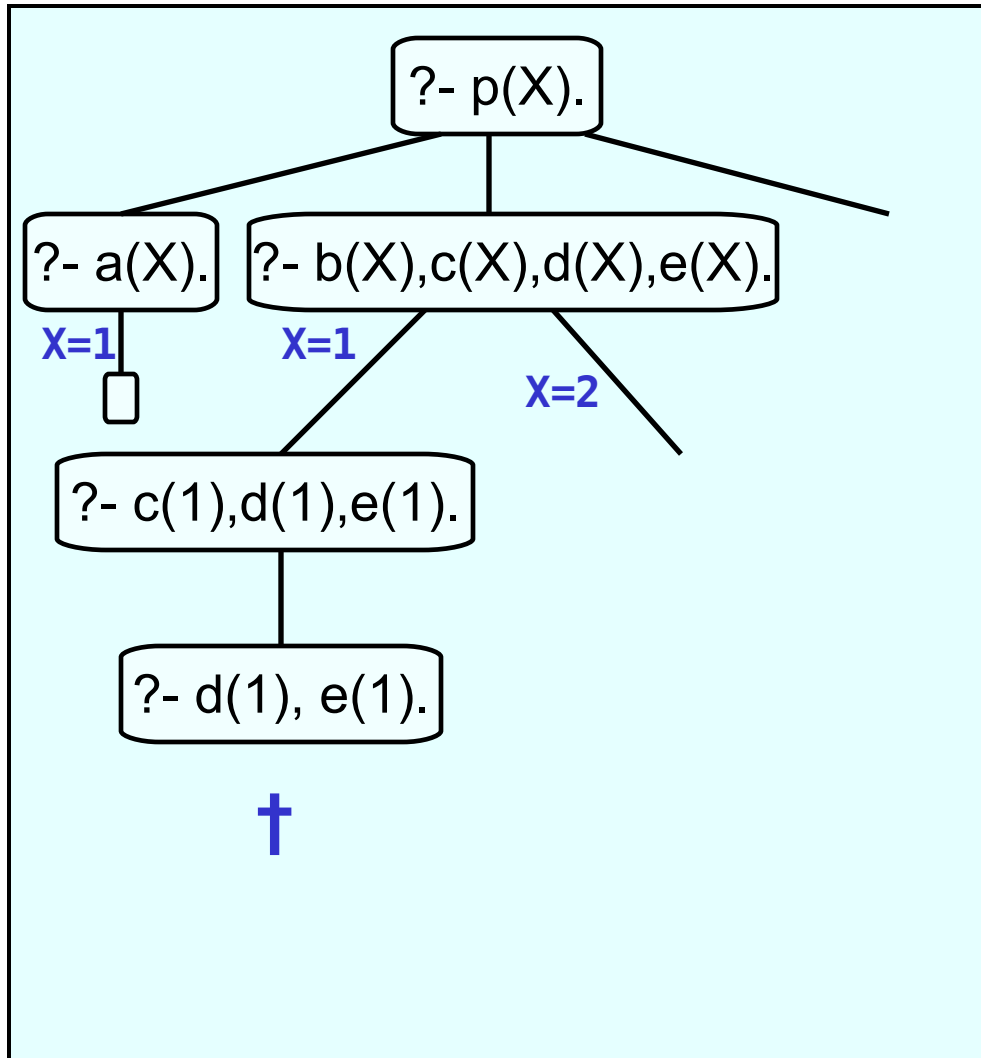 ?- p(X).
?- a(X).
?- b(X),c(X),d(X),e(X).
X=1
X=1
X=2
?- c(1),d(1),e(1).
?- d(1), e(1).
†